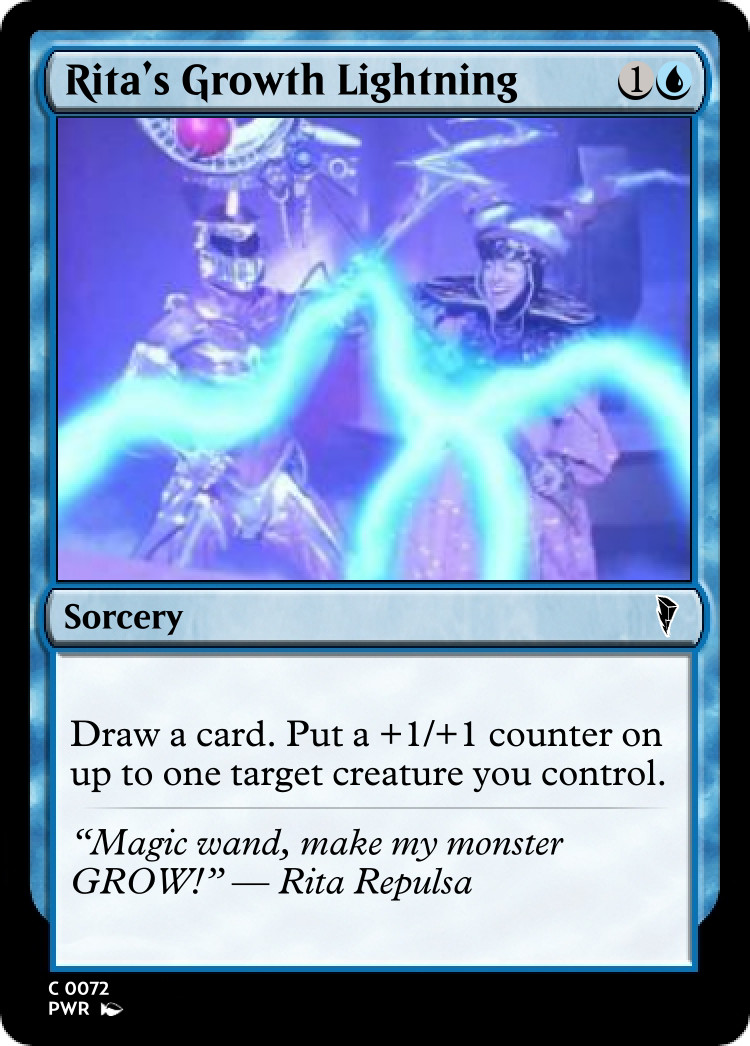 Rita's Growth Lightning 1
Sorcery
Draw a card. Put a +1/+1 counter on
up to one target creature you control.
“Magic wand, make my monster
GROW!” — Rita Repulsa
C 0072
PWR